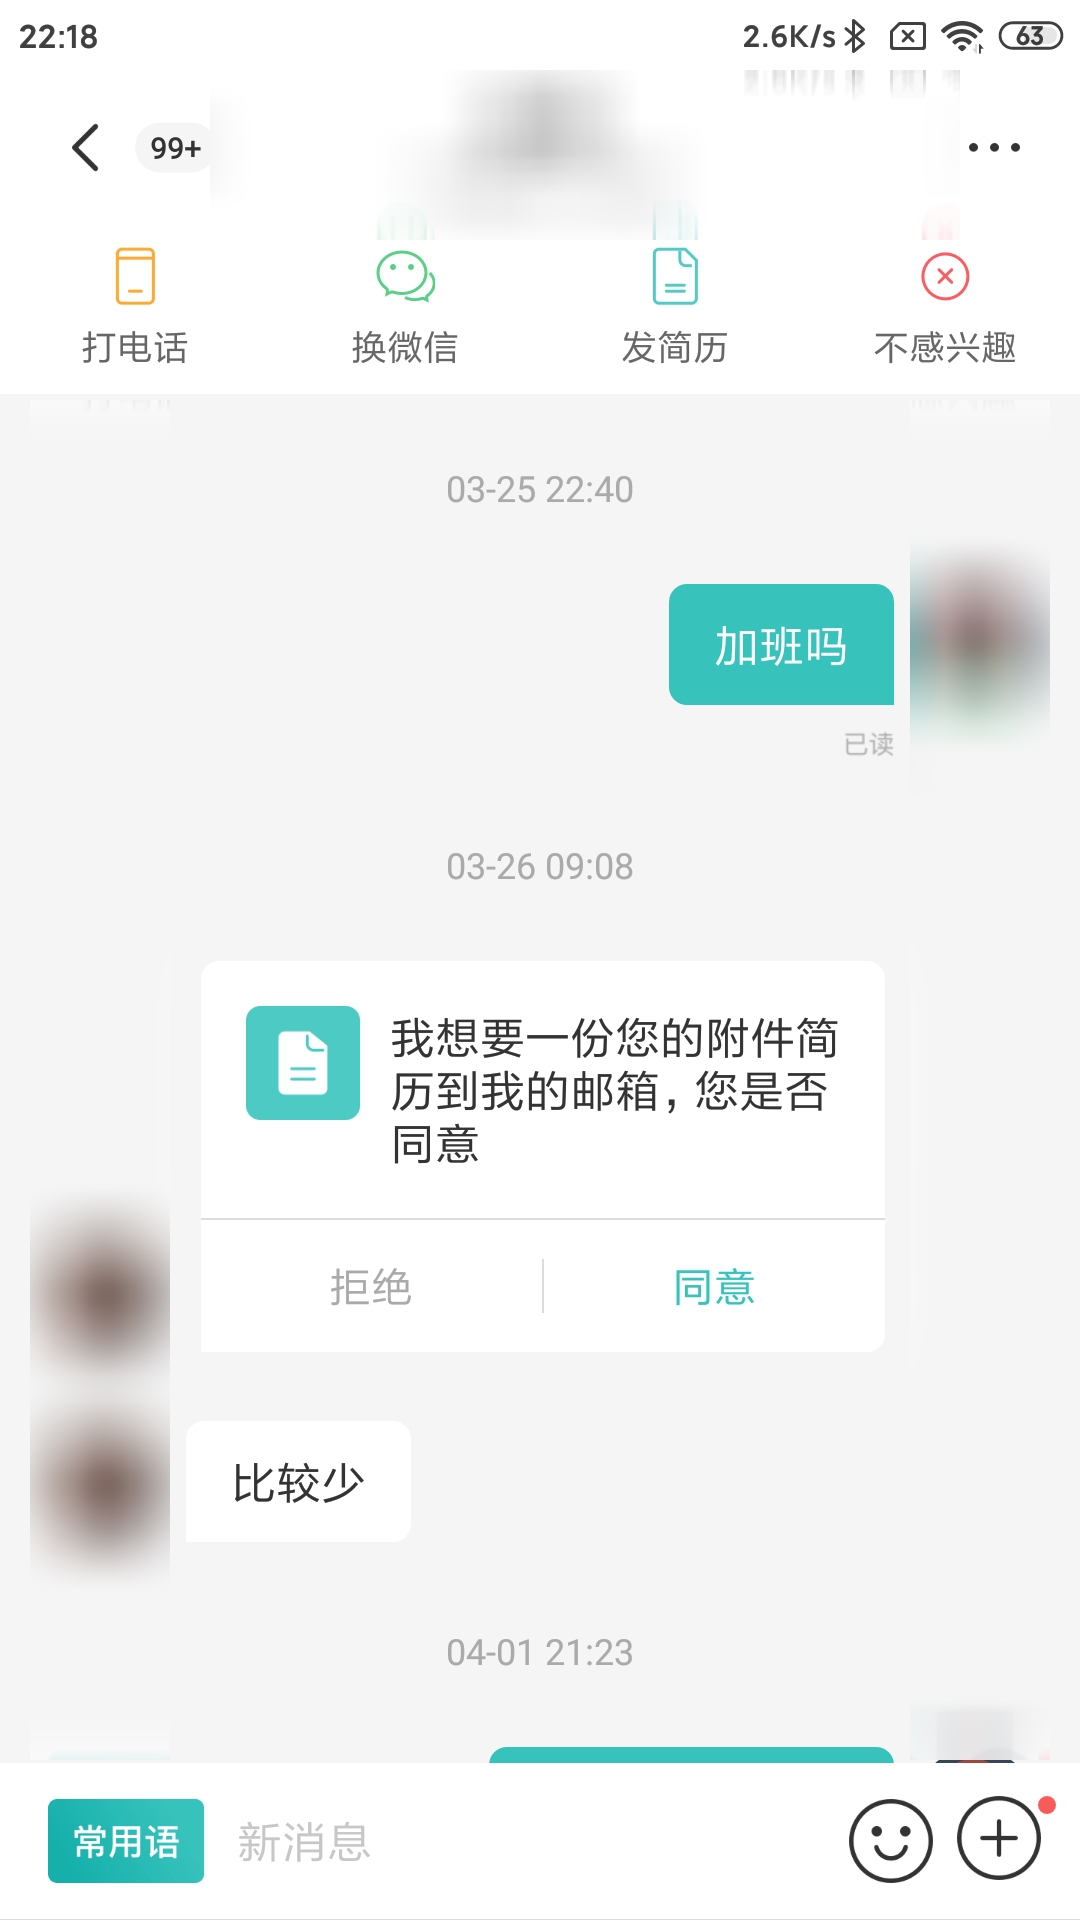 22:18
2.6K/s
63
99+
打电话
换微信
发简历
不感兴趣
03-25 22:40
加班吗
已读
03-26 09:08
我想要一份您的附件简
历到我的邮箱，您是否
同意
拒绝
同意
比较少
04-01 21:23
常用语
新消息